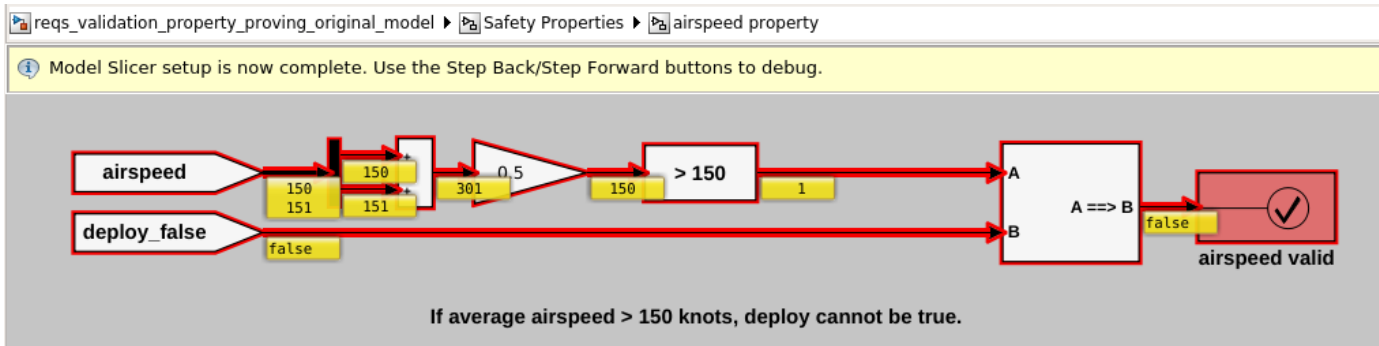 reqs_validation_property_proving_original_model Safety Properties airspeed property
Model Slicer setup is now complete. Use the Step Back/Step Forward buttons to debug.
airspeed
150
151
150
+
151
+
301
0.5
150
> 150
1
A
B
A ==> B
deploy_false
false
false
airspeed valid
If average airspeed > 150 knots, deploy cannot be true.